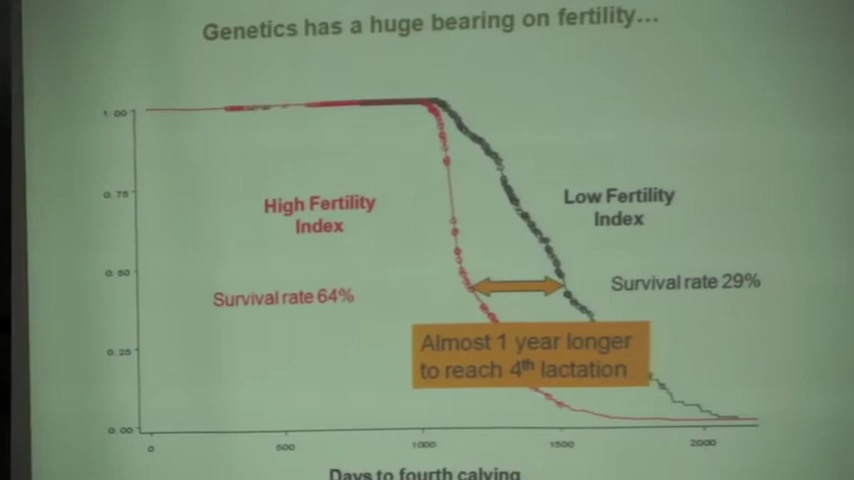 Genetics has a huge bearing on fertility...
1.00
0.75
0.50
0.25
0.00
High Fertility
Index
Low Fertility
Index
Survival rate 64%
Survival rate 29%
Almost 1 year longer
to reach 4th lactation
0
500
1000
1500
2000
Days to fourth calving